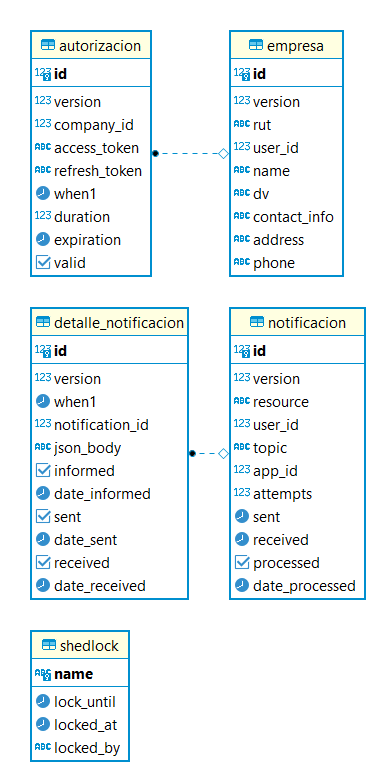 autorizacion
123 id
123 version
123 company_id
ABC access_token
ABC refresh_token
when1
123 duration
expiration
valid
empresa
123 id
123 version
ABC rut
123 user_id
ABC name
ABC dv
ABC contact_info
ABC address
ABC phone
detalle_notificacion
123 id
123 version
when1
123 notification_id
ABC json_body
informed
date_informed
sent
date_sent
received
date_received
notificacion
123 id
123 version
ABC resource
123 user_id
ABC topic
123 app_id
123 attempts
sent
received
processed
date_processed
shedlock
ABC name
lock_until
locked_at
ABC locked_by